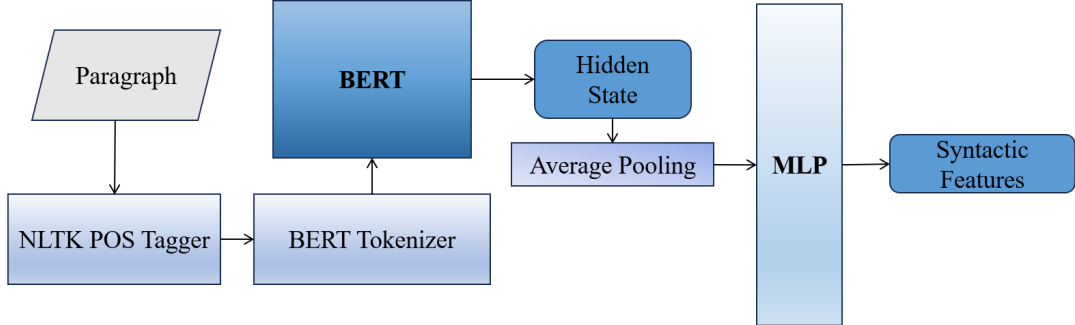 Paragraph
NLTK POS Tagger
BERT Tokenizer
BERT
Hidden
State
Average Pooling
MLP
Syntactic
Features